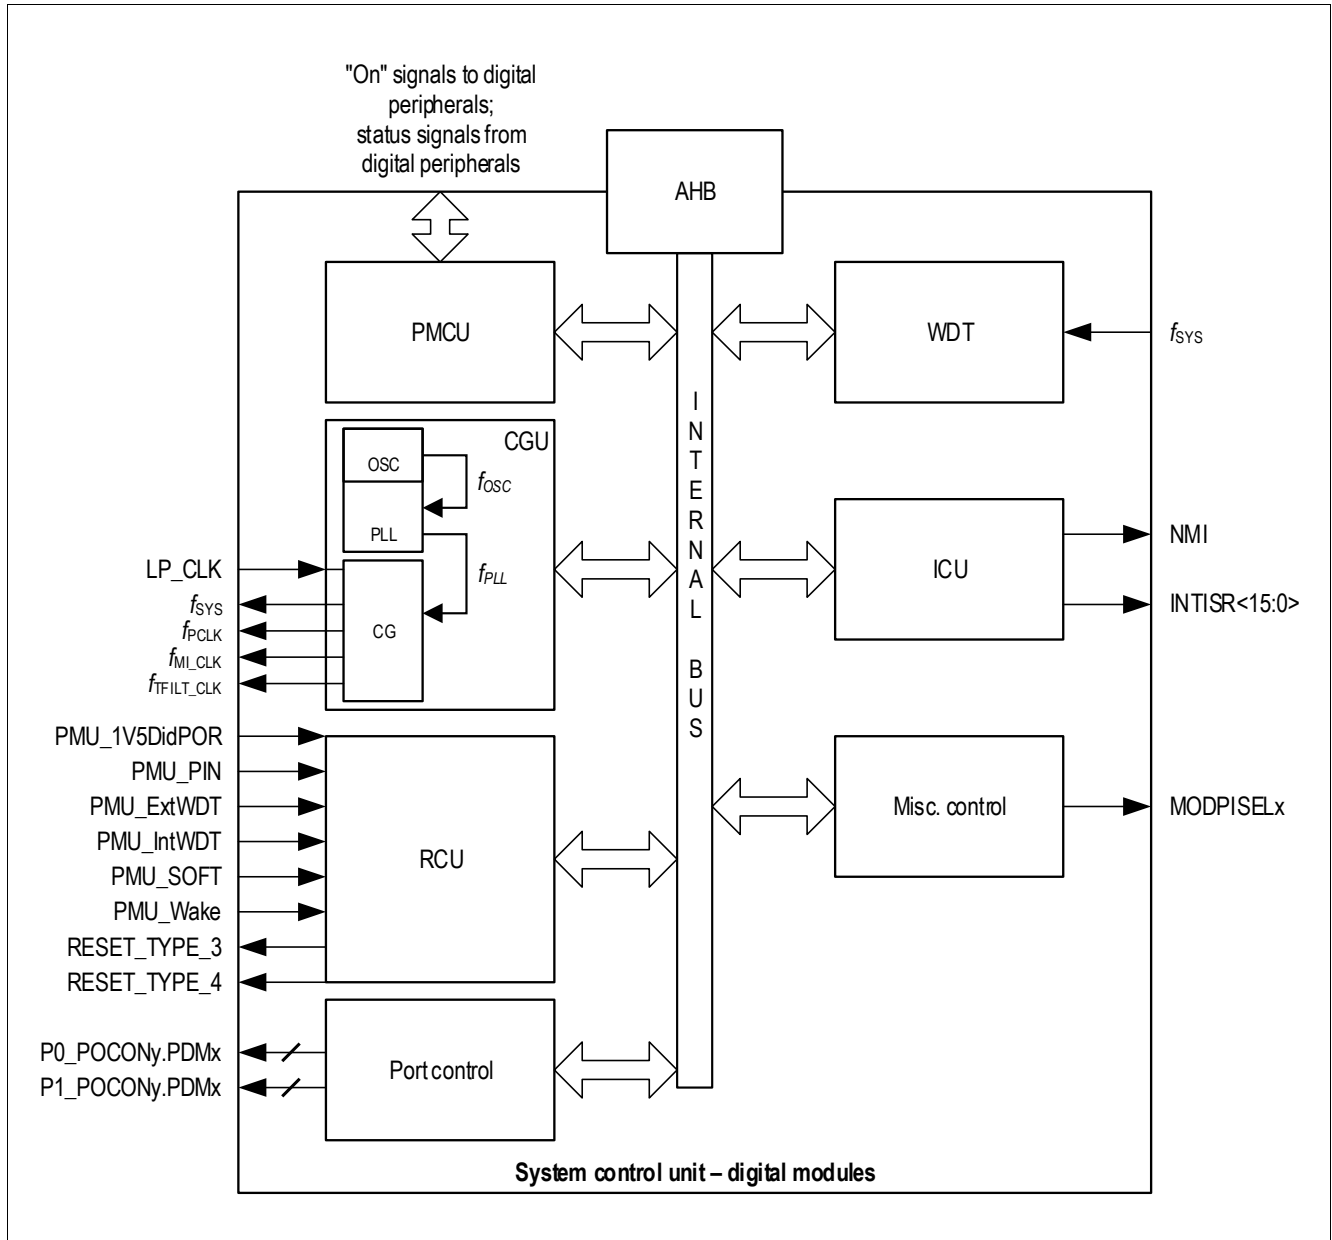 "On" signals to digital
peripherals;
status signals from
digital peripherals
AHB
PMCU
WDT
fSYS
INTERNAL BUS
CGU
OSC
fOSC
PLL
fPLL
CG
LP_CLK
fSYS
fPCLK
fMI_CLK
fTFILT_CLK
ICU
NMI
INTISR<15:0>
PMU_1V5DidPOR
PMU_PIN
PMU_ExtWDT
PMU_IntWDT
PMU_SOFT
PMU_Wake
RESET_TYPE_3
RESET_TYPE_4
RCU
Misc. control
MODPISELx
P0_POCONy.PDMx
P1_POCONy.PDMx
Port control
System control unit – digital modules